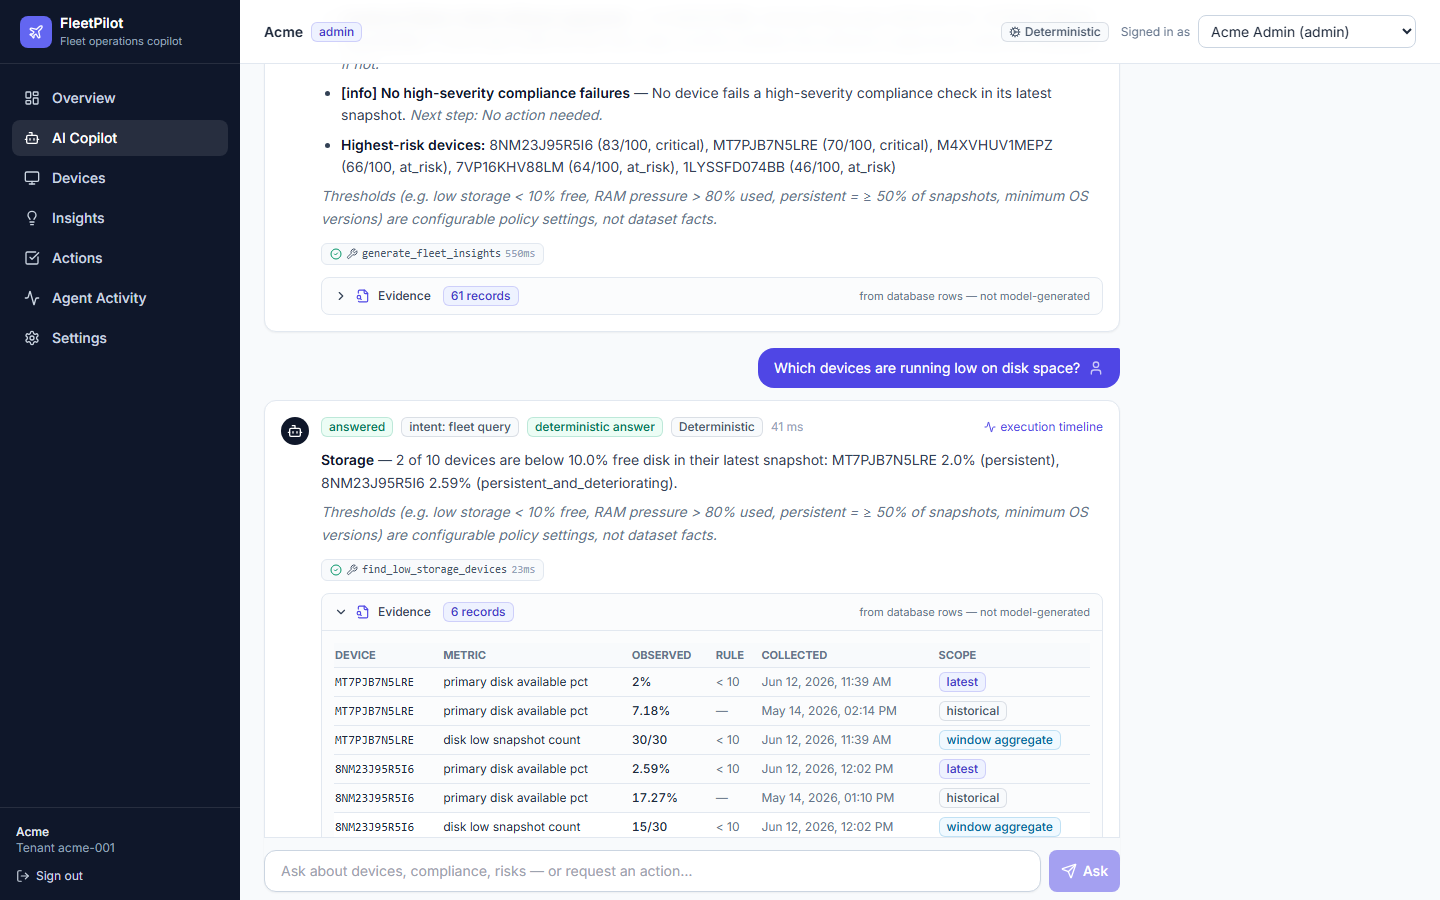 FleetPilot
Fleet operations copilot
Overview
AI Copilot
Devices
Insights
Actions
Agent Activity
Settings
Acme
Tenant acme-001
Sign out
Acme admin
Deterministic Signed in as Acme Admin (admin)
if not.
• [info] No high-severity compliance failures — No device fails a high-severity compliance check in its latest
snapshot. Next step: No action needed.
• Highest-risk devices: 8NM23J95R5I6 (83/100, critical), MT7PJB7N5LRE (70/100, critical), M4XVHUV1MEPZ
(66/100, at_risk), 7VP16KHV88LM (64/100, at_risk), 1LYSSFD074BB (46/100, at_risk)
Thresholds (e.g. low storage < 10% free, RAM pressure > 80% used, persistent = ≥ 50% of snapshots, minimum OS
versions) are configurable policy settings, not dataset facts.
generate_fleet_insights 550ms
Evidence 61 records from database rows — not model-generated
Which devices are running low on disk space?
answered intent: fleet query deterministic answer Deterministic 41 ms execution timeline
Storage — 2 of 10 devices are below 10.0% free disk in their latest snapshot: MT7PJB7N5LRE 2.0% (persistent),
8NM23J95R5I6 2.59% (persistent_and_deteriorating).
Thresholds (e.g. low storage < 10% free, RAM pressure > 80% used, persistent = ≥ 50% of snapshots, minimum OS
versions) are configurable policy settings, not dataset facts.
find_low_storage_devices 23ms
Evidence 6 records from database rows — not model-generated
DEVICE METRIC OBSERVED RULE COLLECTED SCOPE
MT7PJB7N5LRE primary disk available pct 2% < 10 Jun 12, 2026, 11:39 AM latest
MT7PJB7N5LRE primary disk available pct 7.18% — May 14, 2026, 02:14 PM historical
MT7PJB7N5LRE disk low snapshot count 30/30 < 10 Jun 12, 2026, 11:39 AM window aggregate
8NM23J95R5I6 primary disk available pct 2.59% < 10 Jun 12, 2026, 12:02 PM latest
8NM23J95R5I6 primary disk available pct 17.27% — May 14, 2026, 01:10 PM historical
8NM23J95R5I6 disk low snapshot count 15/30 < 10 Jun 12, 2026, 12:02 PM window aggregate
Ask about devices, compliance, risks — or request an action...
Ask